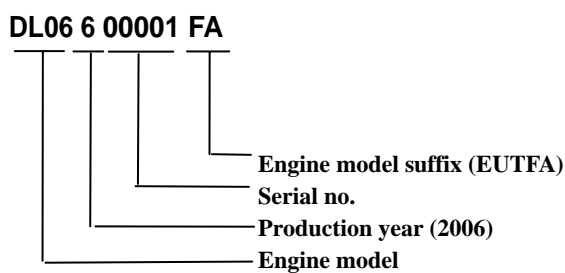 DL06 6 00001 FA
Engine model suffix (EUTFA)
Serial no.
Production year (2006)
Engine model